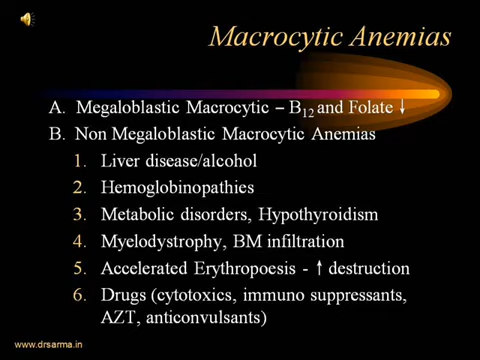 Macrocytic Anemias
A. Megaloblastic Macrocytic – B12 and Folate ↓
B. Non Megaloblastic Macrocytic Anemias
1. Liver disease/alcohol
2. Hemoglobinopathies
3. Metabolic disorders, Hypothyroidism
4. Myelodystrophy, BM infiltration
5. Accelerated Erythropoesis - ↑ destruction
6. Drugs (cytotoxics, immuno suppressants,
AZT, anticonvulsants)
www.drsarma.in